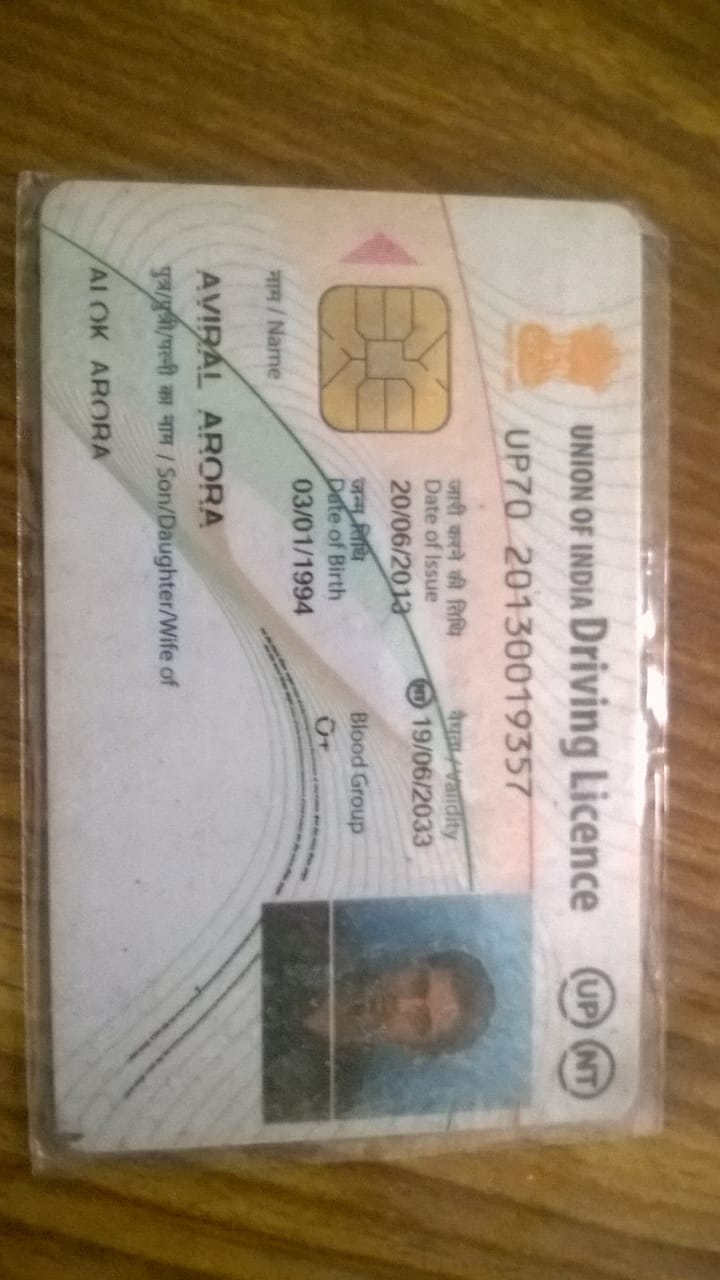 UNION OF INDIA Driving Licence UP NT
UP70 20130019357
जारी करने की तिथि वैधता / Validity
Date of Issue
20/06/2013 NT 19/06/2033
जन्म तिथि
Date of Birth Blood Group
03/01/1994 O+
नाम / Name
AVIRAL ARORA
पुत्र/पुत्री/पत्नी का नाम / Son/Daughter/Wife of
ALOK ARORA